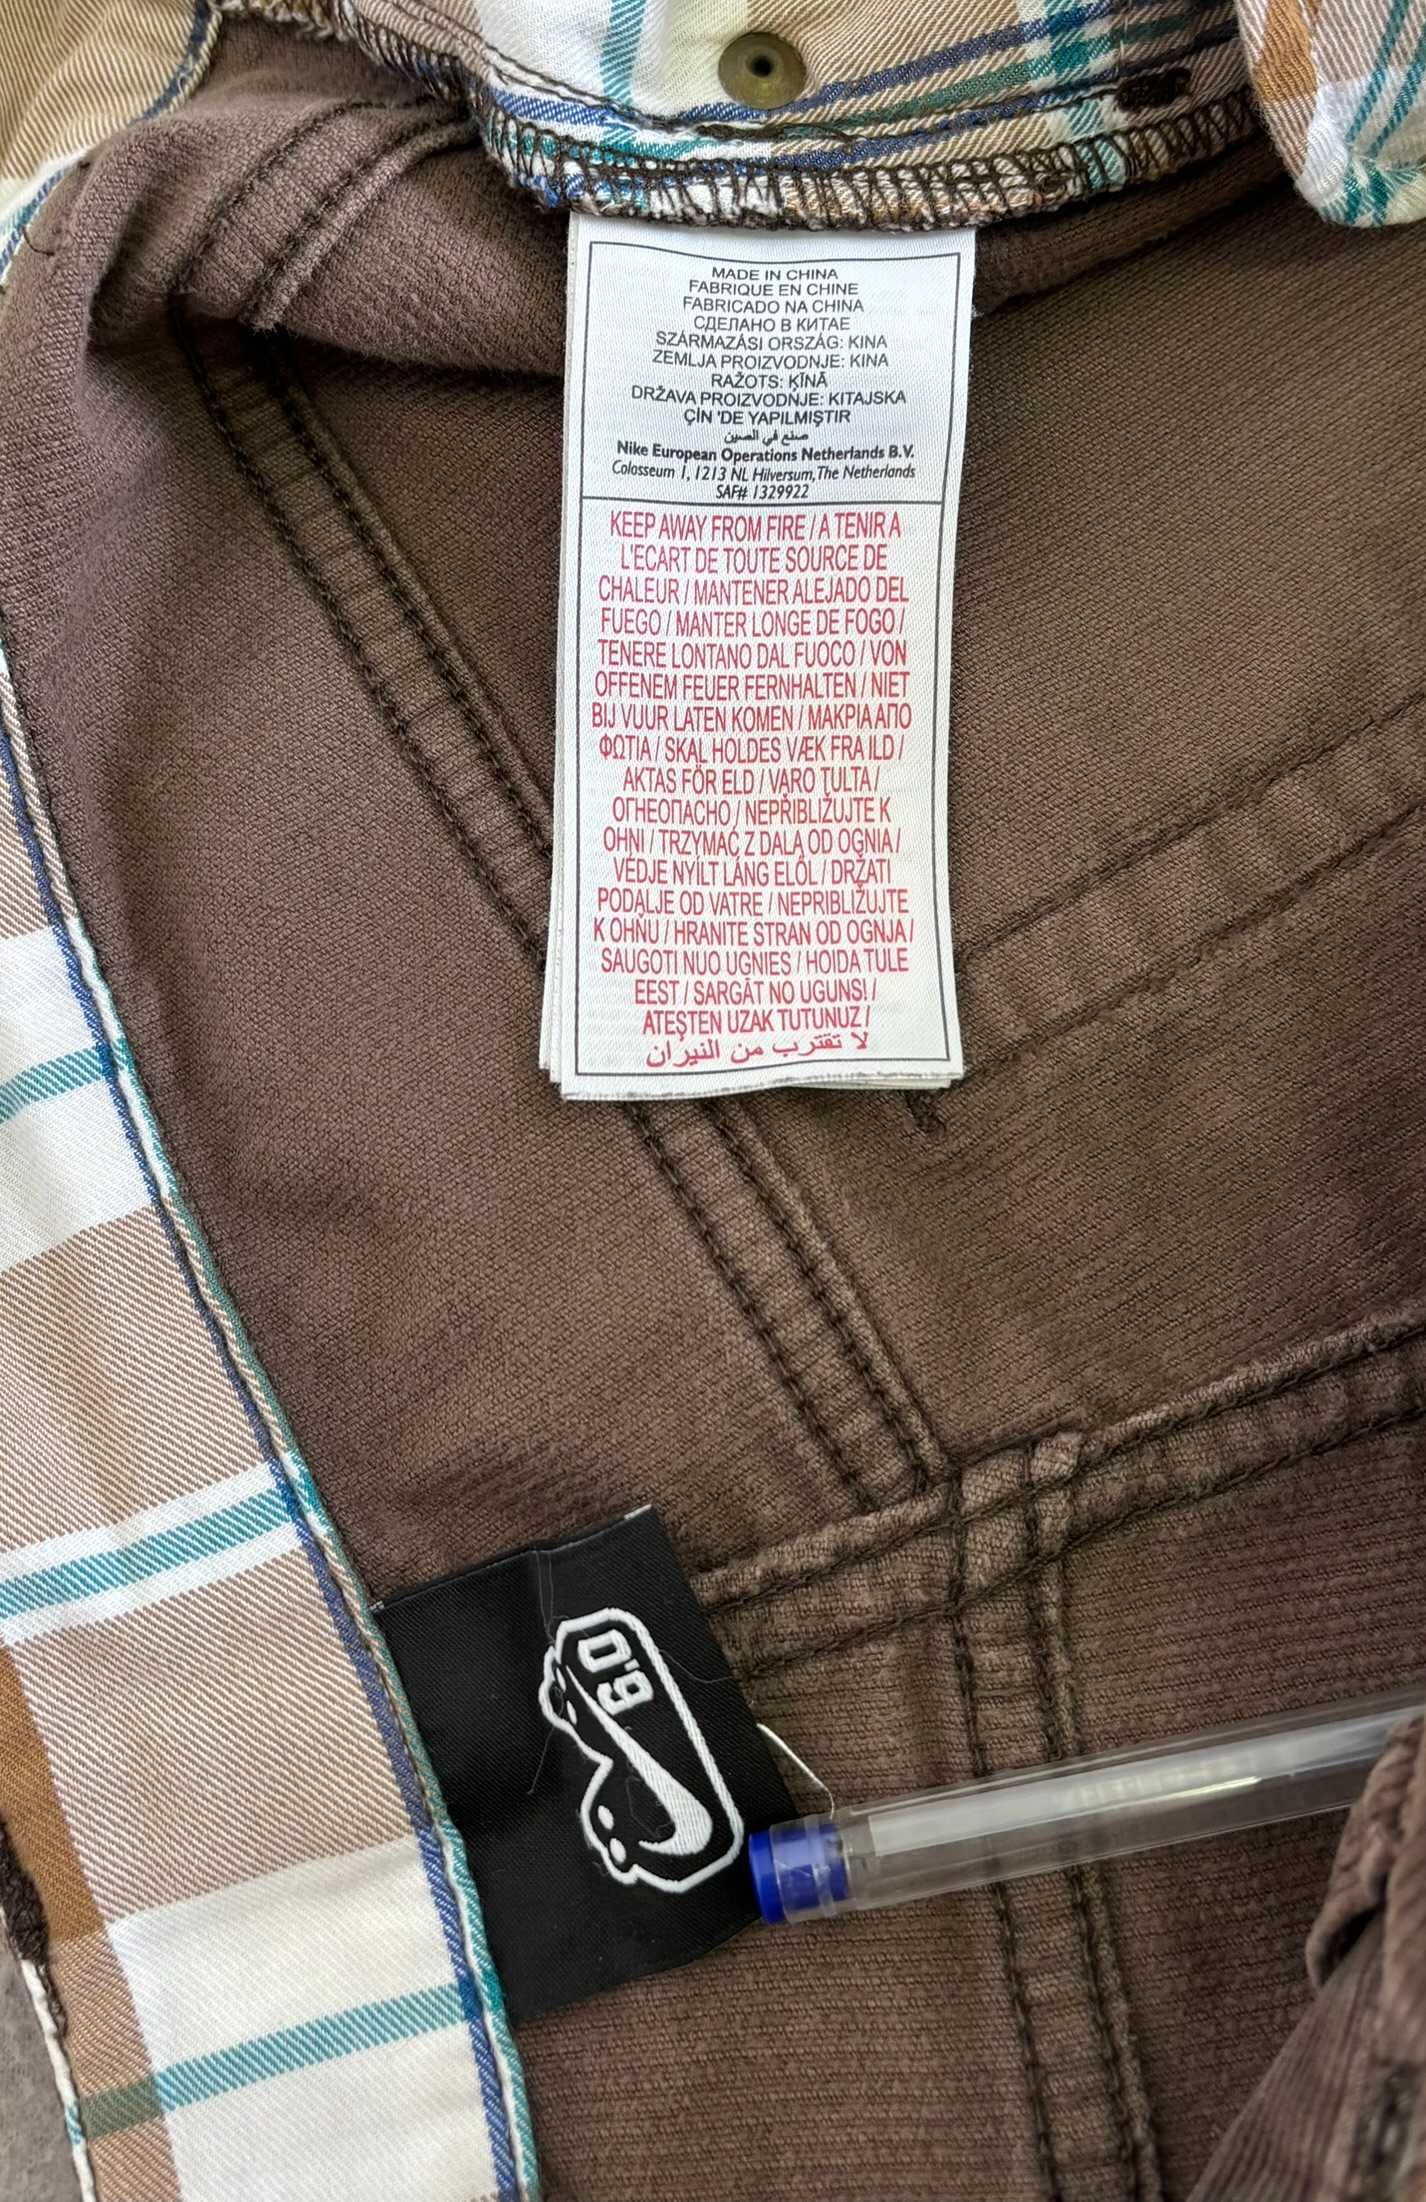 MADE IN CHINA
FABRIQUE EN CHINE
FABRICADO NA CHINA
СДЕЛАНО В КИТАЕ
SZÁRMAZÁSI ORSZÁG: KINA
ZEMLJA PROIZVODNJE: KINA
RAŽOTS: ĶĪNĀ
DRŽAVA PROIZVODNJE: KITAJSKA
ÇİN 'DE YAPILMIŞTIR
صنع في الصين
Nike European Operations Netherlands B.V.
Colosseum 1, 1213 NL Hilversum, The Netherlands
SAF# 1329922
KEEP AWAY FROM FIRE / A TENIR A
L'ECART DE TOUTE SOURCE DE
CHALEUR / MANTENER ALEJADO DEL
FUEGO / MANTER LONGE DE FOGO /
TENERE LONTANO DAL FUOCO / VON
OFFENEM FEUER FERNHALTEN / NIET
BIJ VUUR LATEN KOMEN / ΜΑΚΡΙΑ ΑΠΟ
ΦΩΤΙΑ / SKAL HOLDES VÆK FRA ILD /
AKTAS FÖR ELD / VARO TULTA /
ОГНЕОПАСНО / NEPŘIBLIŽUJTE K
OHNI / TRZYMAĆ Z DALA OD OGNIA /
VÉDJE NYÍLT LÁNG ELŐL / DRŽATI
PODALJE OD VATRE / NEPRIBLIŽUJTE
K OHŇU / HRANITE STRAN OD OGNJA /
SAUGOTI NUO UGNIES / HOIDA TULE
EEST / SARGĀT NO UGUNS! /
ATEŞTEN UZAK TUTUNUZ /
لا تقترب من النيران
6.0